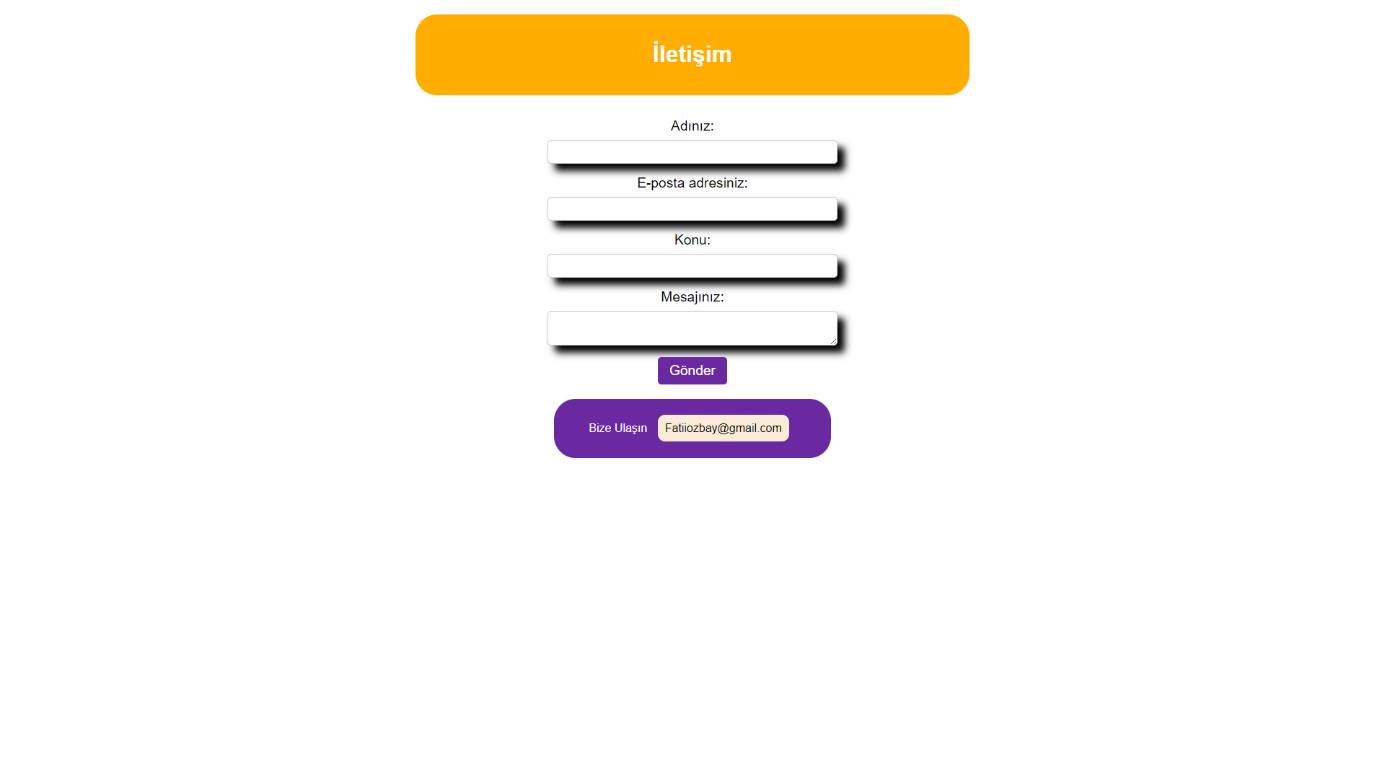 İletişim
Adınız:
E-posta adresiniz:
Konu:
Mesajınız:
Gönder
Bize Ulaşın Fatiiozbay@gmail.com